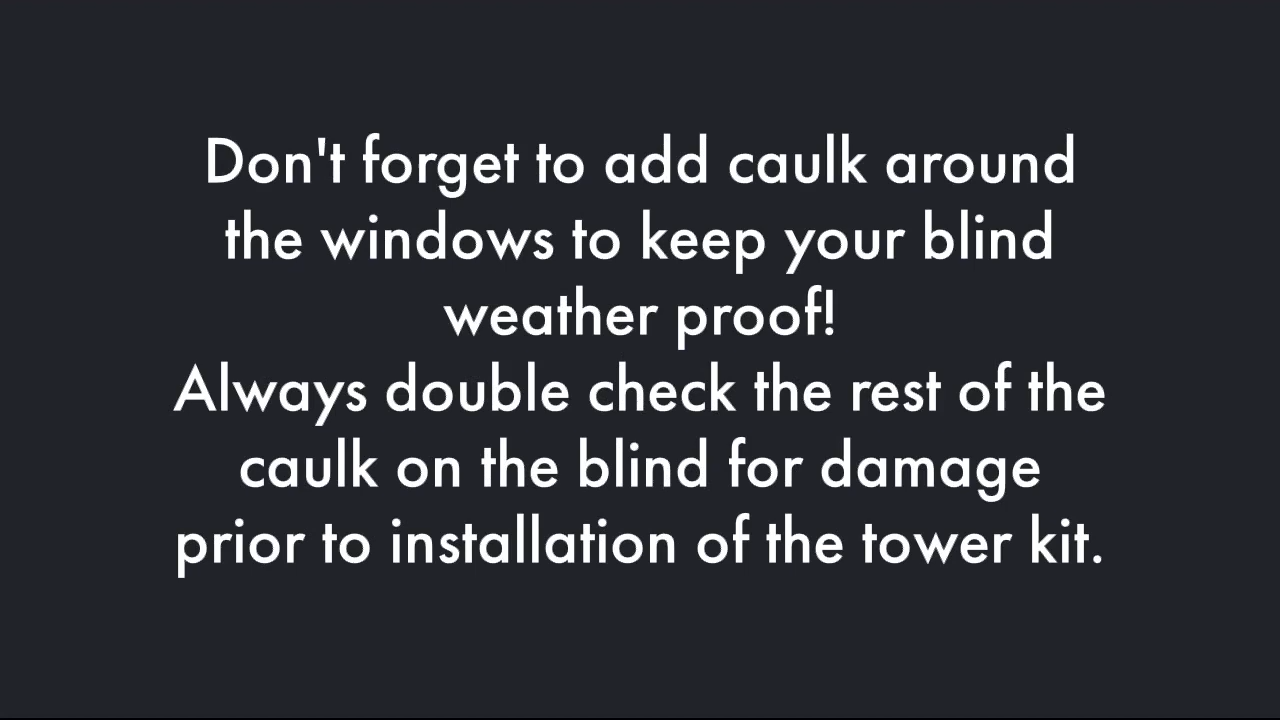 Don't forget to add caulk around
the windows to keep your blind
weather proof!
Always double check the rest of the
caulk on the blind for damage
prior to installation of the tower kit.